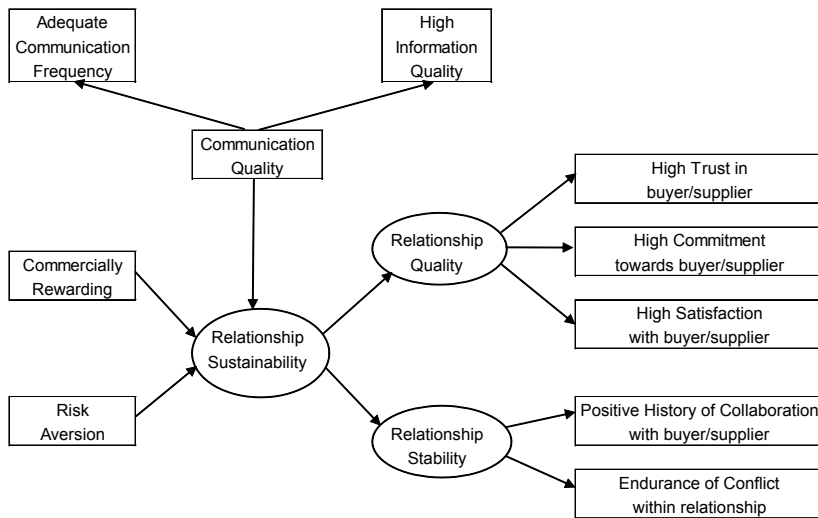 Adequate
Communication
Frequency
High
Information
Quality
Communication
Quality
High Trust in
buyer/supplier
Relationship
Quality
High Commitment
towards buyer/supplier
Commercially
Rewarding
High Satisfaction
with buyer/supplier
Relationship
Sustainability
Risk
Aversion
Relationship
Stability
Positive History of Collaboration
with buyer/supplier
Endurance of Conflict
within relationship